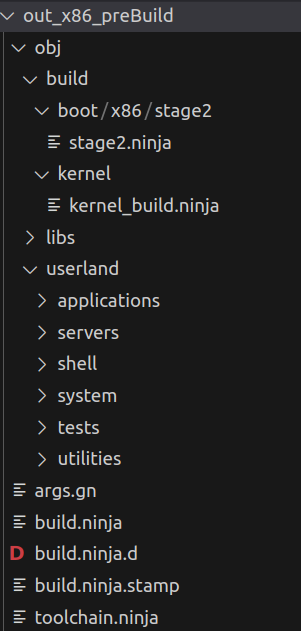 out_x86_preBuild
obj
build
boot/x86/stage2
stage2.ninja
kernel
kernel_build.ninja
libs
userland
applications
servers
shell
system
tests
utilities
args.gn
build.ninja
D build.ninja.d
build.ninja.stamp
toolchain.ninja